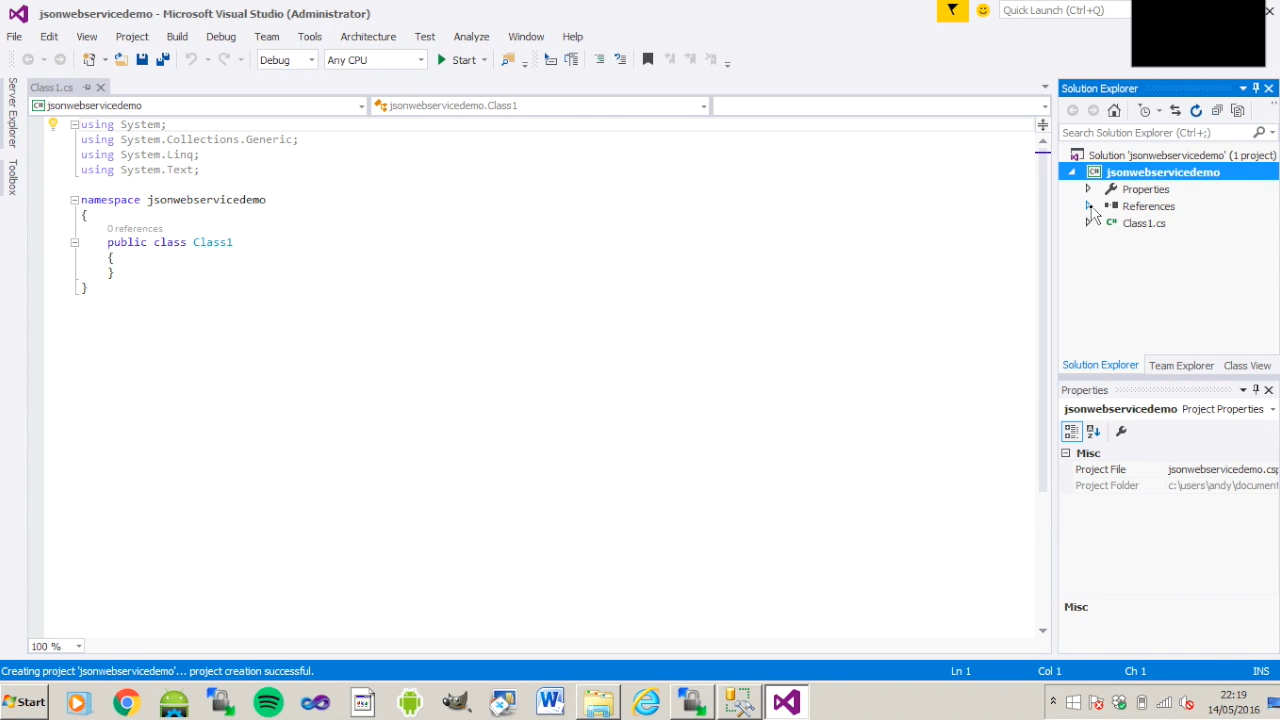 jsonwebservicedemo - Microsoft Visual Studio (Administrator)
Quick Launch (Ctrl+Q)
File Edit View Project Build Debug Team Tools Format Architecture Test Analyze Window Help
Debug Any CPU Start
Server Explorer
Toolbox
Class1.cs
jsonwebservicedemo jsonwebservicedemo.Class1
using System;
using System.Collections.Generic;
using System.Linq;
using System.Text;
namespace jsonwebservicedemo
{
0 references
public class Class1
{
}
}
100 %
Solution Explorer
Search Solution Explorer (Ctrl+;)
Solution 'jsonwebservicedemo' (1 project)
C# jsonwebservicedemo
Properties
References
C# Class1.cs
Solution Explorer Team Explorer Class View
Properties
jsonwebservicedemo Project Properties
Misc
Project File jsonwebservicedemo.csp
Project Folder c:\users\andy\document
Misc
Creating project 'jsonwebservicedemo'... project creation successful.
Ln 1 Col 1 Ch 1 INS
Start
22:19
14/05/2016